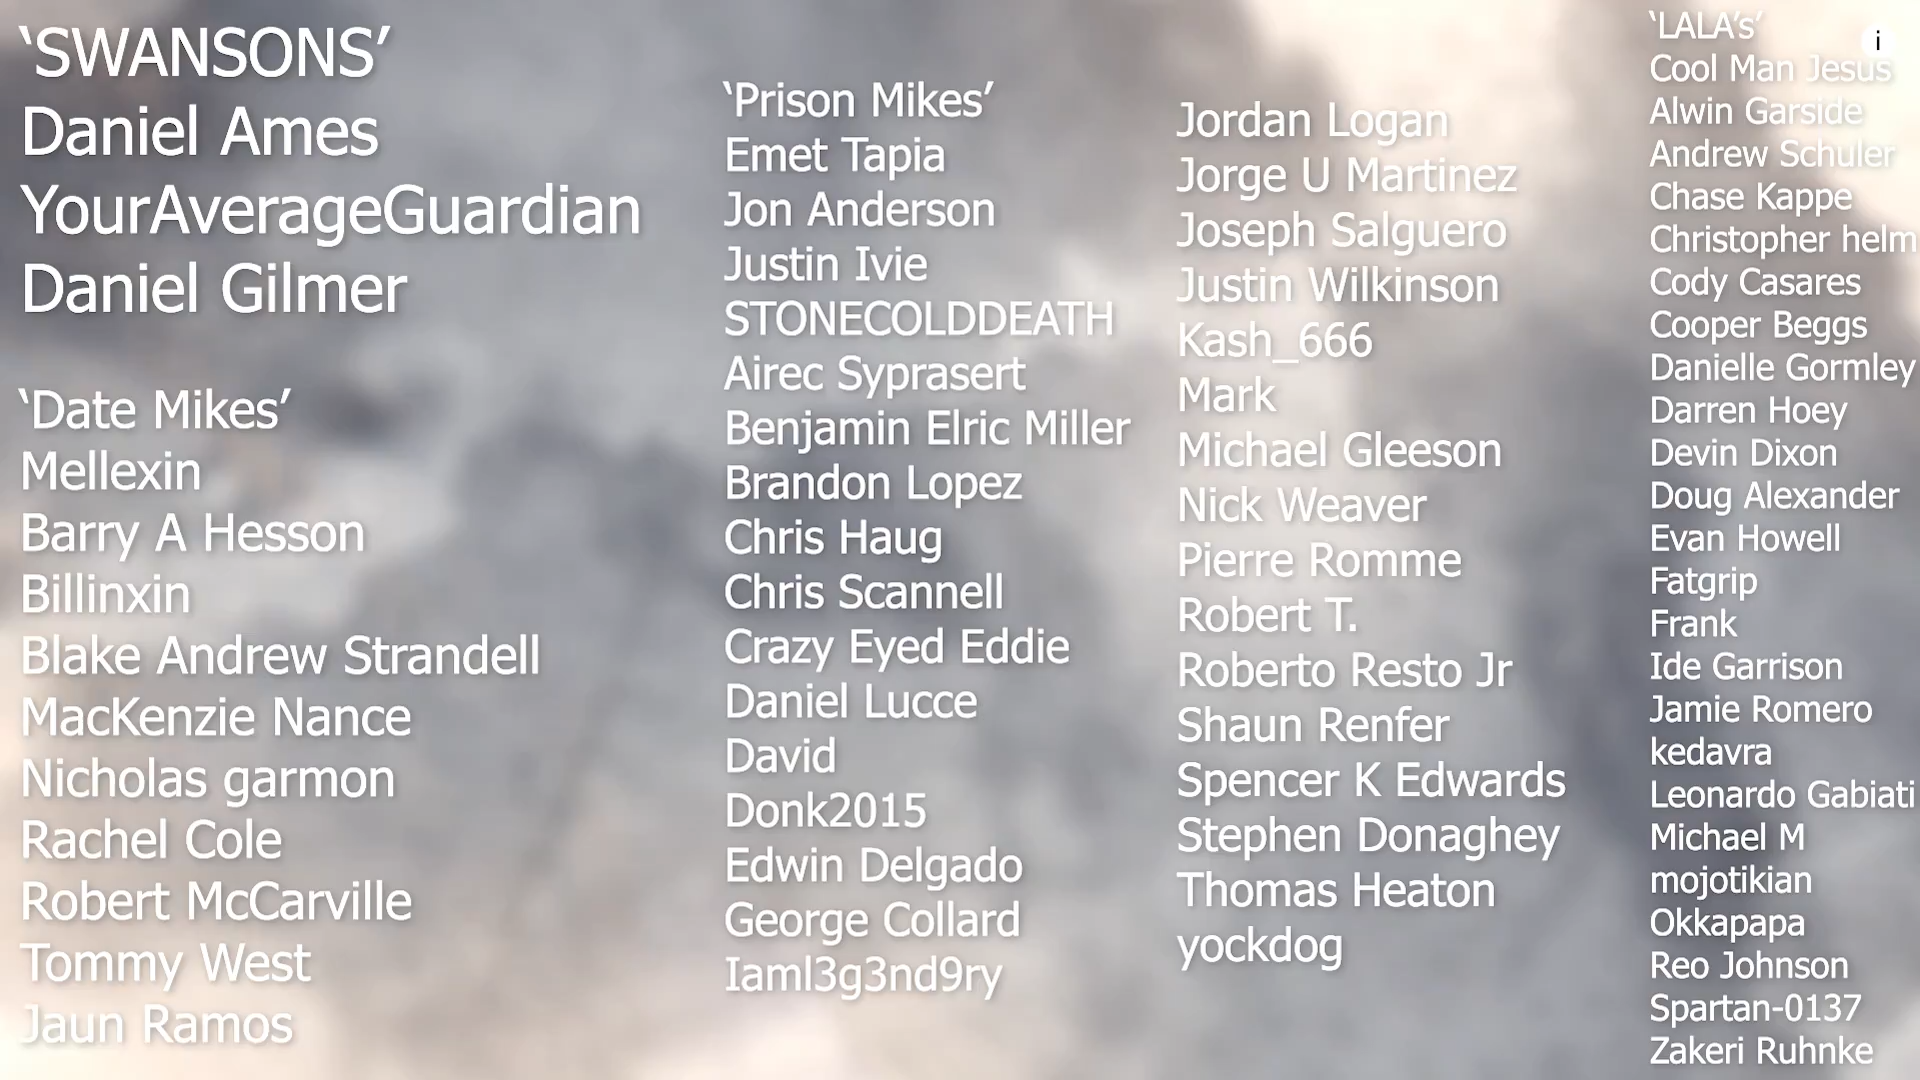 ‘SWANSONS’
Daniel Ames
YourAverageGuardian
Daniel Gilmer
‘Date Mikes’
Mellexin
Barry A Hesson
Billinxin
Blake Andrew Strandell
MacKenzie Nance
Nicholas garmon
Rachel Cole
Robert McCarville
Tommy West
Jaun Ramos
‘Prison Mikes’
Emet Tapia
Jon Anderson
Justin Ivie
STONECOLDDEATH
Airec Syprasert
Benjamin Elric Miller
Brandon Lopez
Chris Haug
Chris Scannell
Crazy Eyed Eddie
Daniel Lucce
David
Donk2015
Edwin Delgado
George Collard
Iaml3g3nd9ry
Jordan Logan
Jorge U Martinez
Joseph Salguero
Justin Wilkinson
Kash_666
Mark
Michael Gleeson
Nick Weaver
Pierre Romme
Robert T.
Roberto Resto Jr
Shaun Renfer
Spencer K Edwards
Stephen Donaghey
Thomas Heaton
yockdog
‘LALA’s’
i
Cool Man Jesus
Alwin Garside
Andrew Schuler
Chase Kappe
Christopher helm
Cody Casares
Cooper Beggs
Danielle Gormley
Darren Hoey
Devin Dixon
Doug Alexander
Evan Howell
Fatgrip
Frank
Ide Garrison
Jamie Romero
kedavra
Leonardo Gabiati
Michael M
mojotikian
Okkapapa
Reo Johnson
Spartan-0137
Zakeri Ruhnke